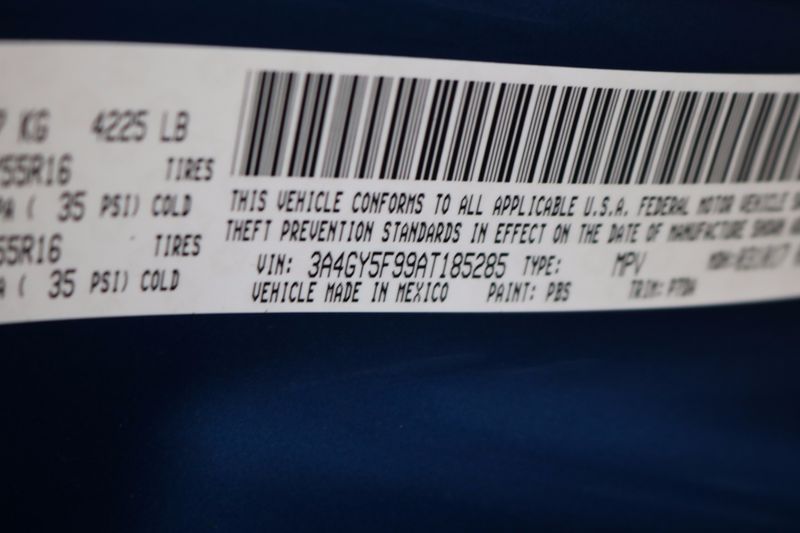 KG 4225 LB
55R16 TIRES
( 35 PSI) COLD
55R16 TIRES
( 35 PSI) COLD
THIS VEHICLE CONFORMS TO ALL APPLICABLE U.S.A. FEDERAL MOTOR VEHICLE
THEFT PREVENTION STANDARDS IN EFFECT ON THE DATE OF MANUFACTURE SHOWN
VIN: 3A4GY5F99AT185285 TYPE: MPV MDH:
VEHICLE MADE IN MEXICO PAINT: PBS TRIM: